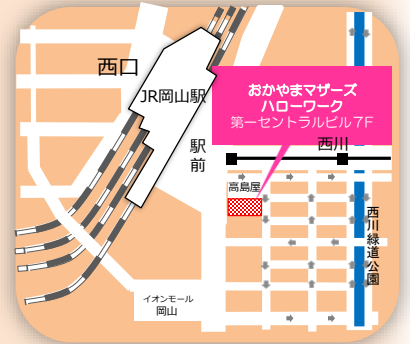 西口
JR岡山駅
おかやまマザーズ
ハローワーク
第一セントラルビル7F
駅前
西川
高島屋
西川緑道公園
イオンモール
岡山